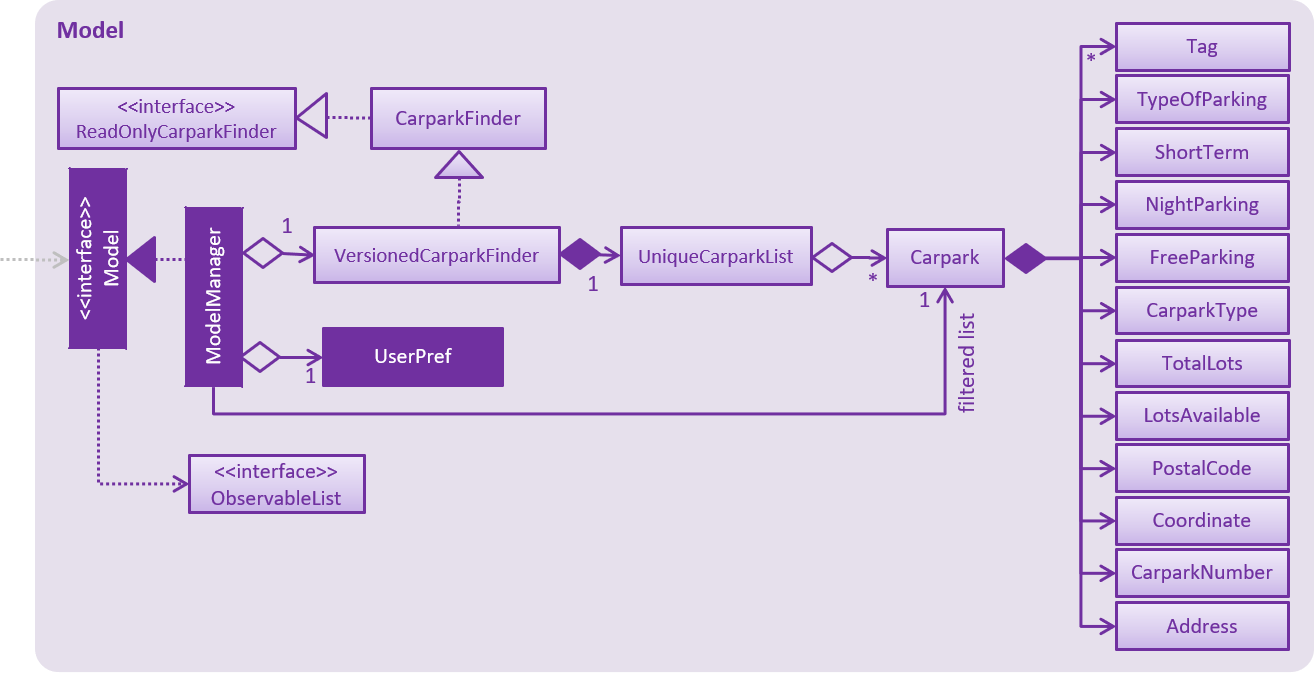 Model
<<interface>>
ReadOnlyCarparkFinder
CarparkFinder
<<interface>>
Model
ModelManager
1
VersionedCarparkFinder
1
UniqueCarparkList
*
Carpark
1
filtered list
1
UserPref
<<interface>>
ObservableList
*
Tag
TypeOfParking
ShortTerm
NightParking
FreeParking
CarparkType
TotalLots
LotsAvailable
PostalCode
Coordinate
CarparkNumber
Address